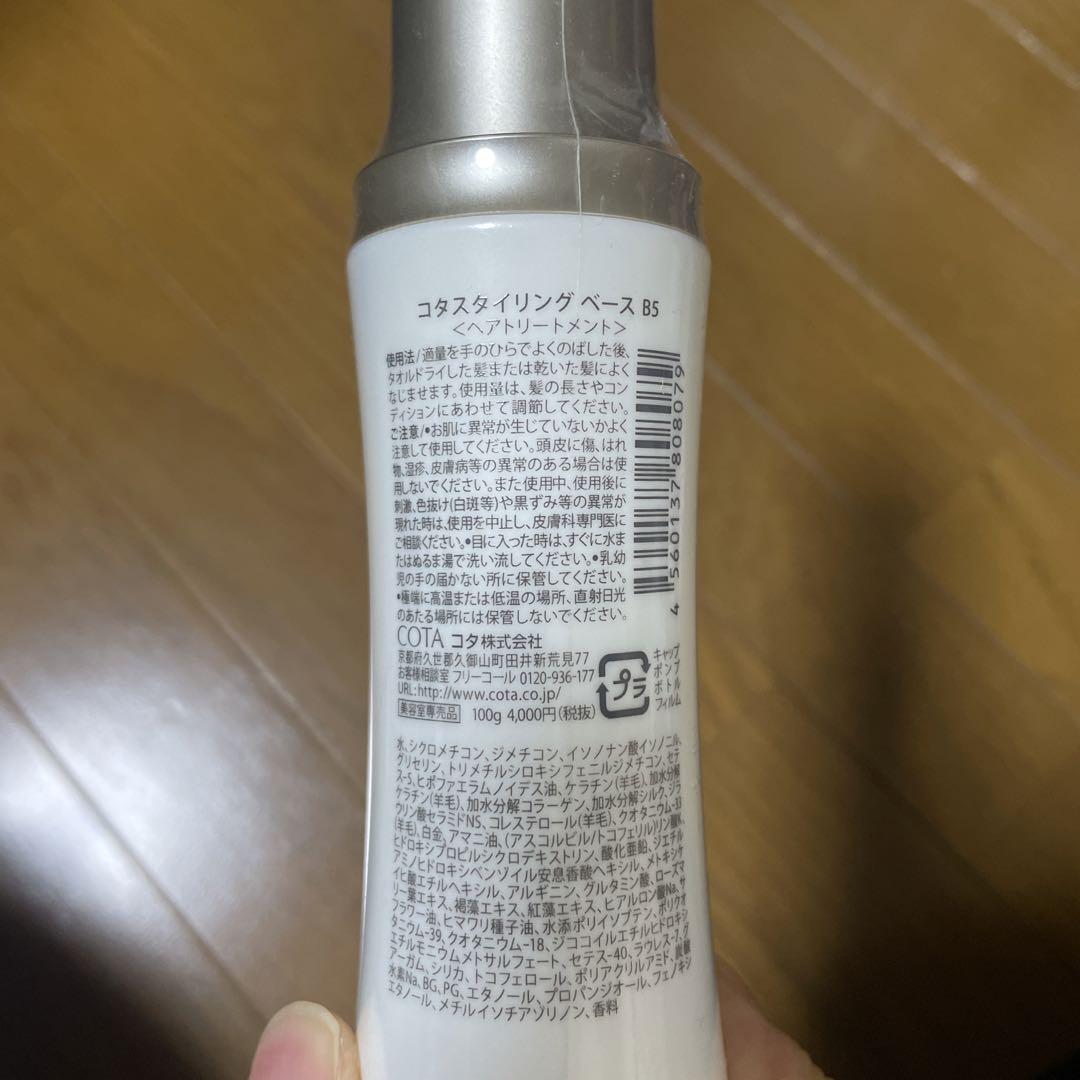 コタスタイリング ベース B5
<ヘアトリートメント>
使用法/適量を手のひらでよくのばした後、
タオルドライした髪または乾いた髪によく
なじませます。使用量は、髪の長さやコン
ディションにあわせて調節してください。
ご注意/•お肌に異常が生じていないかよく
注意して使用してください。頭皮に傷、はれ
物、湿疹、皮膚病等の異常のある場合は使
用しないでください。また使用中、使用後に
刺激、色抜け(白斑等)や黒ずみ等の異常が
現れた時は、使用を中止し、皮膚科専門医に
ご相談ください。•目に入った時は、すぐに水ま
たはぬるま湯で洗い流してください。•乳幼
児の手の届かない所に保管してください。
•極端に高温または低温の場所、直射日光
のあたる場所には保管しないでください。
4 560137 808079
COTA コタ株式会社
京都府久世郡久御山町田井新荒見77
お客様相談室 フリーコール 0120-936-177
URL:http://www.cota.co.jp/
美容室専売品 100g 4,000円(税抜)
プラ
キャップ
ポンプ
ボトル
フィルム
水、シクロメチコン、ジメチコン、イソノナン酸イソノニル、
グリセリン、トリメチルシロキシフェニルジメチコン、セテ
ス-5、ヒポファエラムノイデス油、ケラチン(羊毛)、加水分解
ケラチン(羊毛)、加水分解コラーゲン、加水分解シルク、ジラ
ウリン酸セラミドNS、コレステロール(羊毛)、クオタニウム-33
(羊毛)、白金、アマニ油、(アスコルビル/トコフェリル)リン酸K、
ヒドロキシプロピルシクロデキストリン、酸化亜鉛、ジエチル
アミノヒドロキシベンゾイル安息香酸ヘキシル、メトキシケ
イヒ酸エチルヘキシル、アルギニン、グルタミン酸、ローズマ
リー葉エキス、褐藻エキス、紅藻エキス、ヒアルロン酸Na、サ
フラワー油、ヒマワリ種子油、水添ポリイソブテン、ポリクオ
タニウム-39、クオタニウム-18、ジココイルエチルヒドロキシ
エチルモニウムメトサルフェート、セテス-40、ラウレス-7、グ
アーガム、シリカ、トコフェロール、ポリアクリルアミド、炭酸
水素Na、BG、PG、エタノール、プロパンジオール、フェノキシ
エタノール、メチルイソチアゾリノン、香料